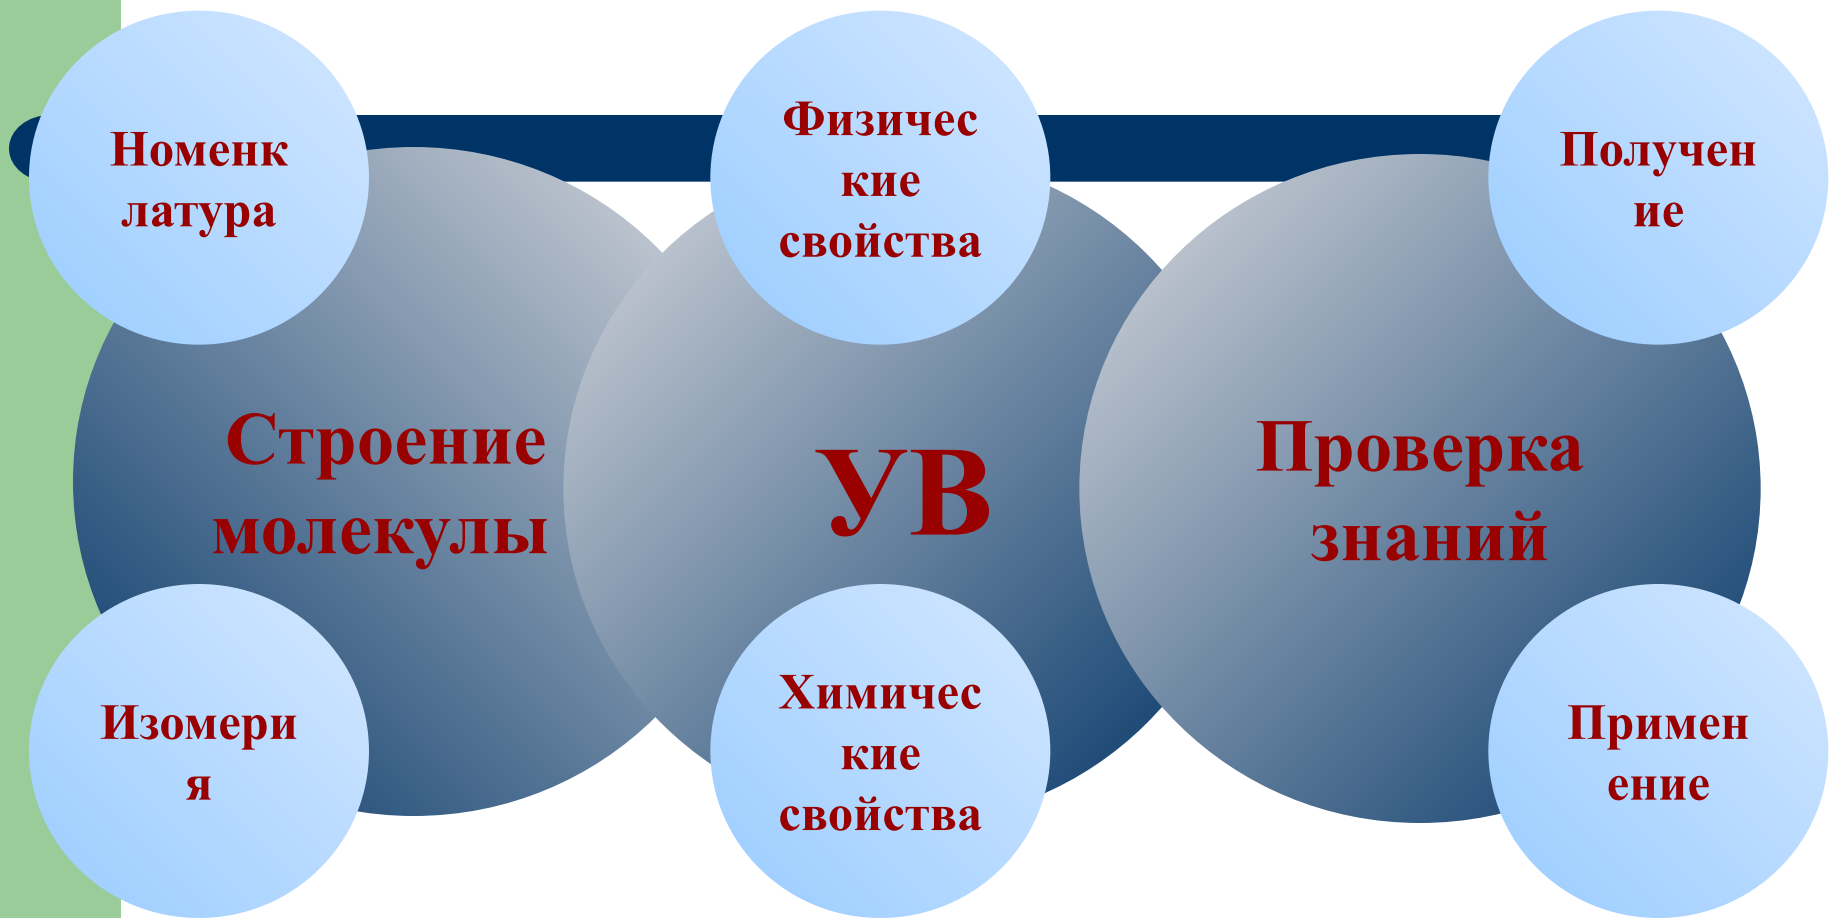 Номенк
латура
Физичес
кие
свойства
Получен
ие
Строение
молекулы
УВ
Проверка
знаний
Изомери
я
Химичес
кие
свойства
Примен
ение